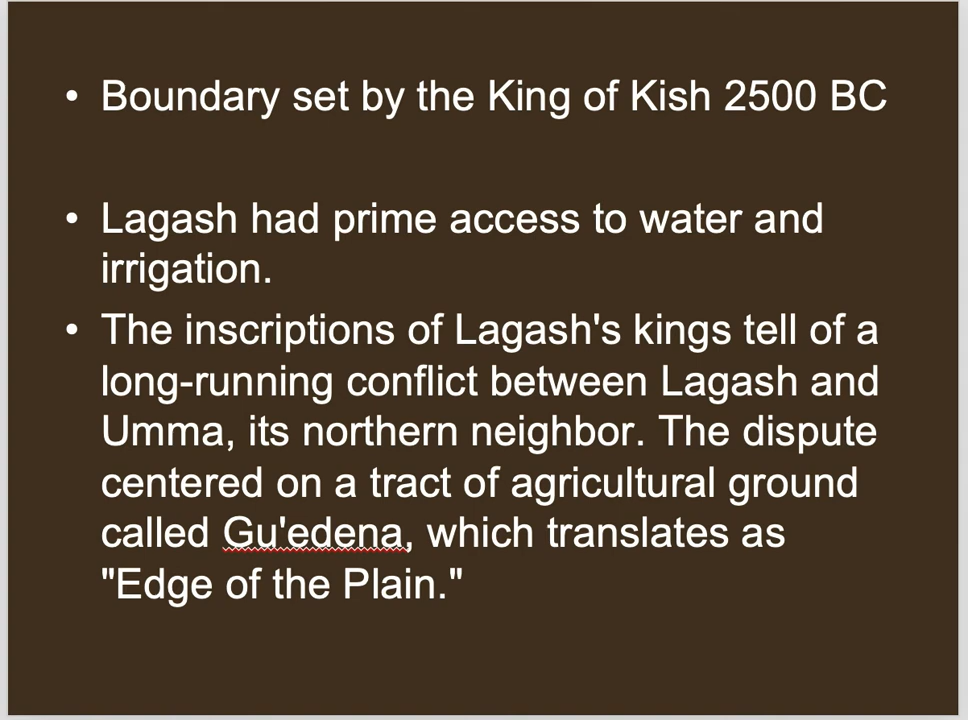 • Boundary set by the King of Kish 2500 BC
• Lagash had prime access to water and
irrigation.
• The inscriptions of Lagash's kings tell of a
long-running conflict between Lagash and
Umma, its northern neighbor. The dispute
centered on a tract of agricultural ground
called Gu'edena, which translates as
"Edge of the Plain."